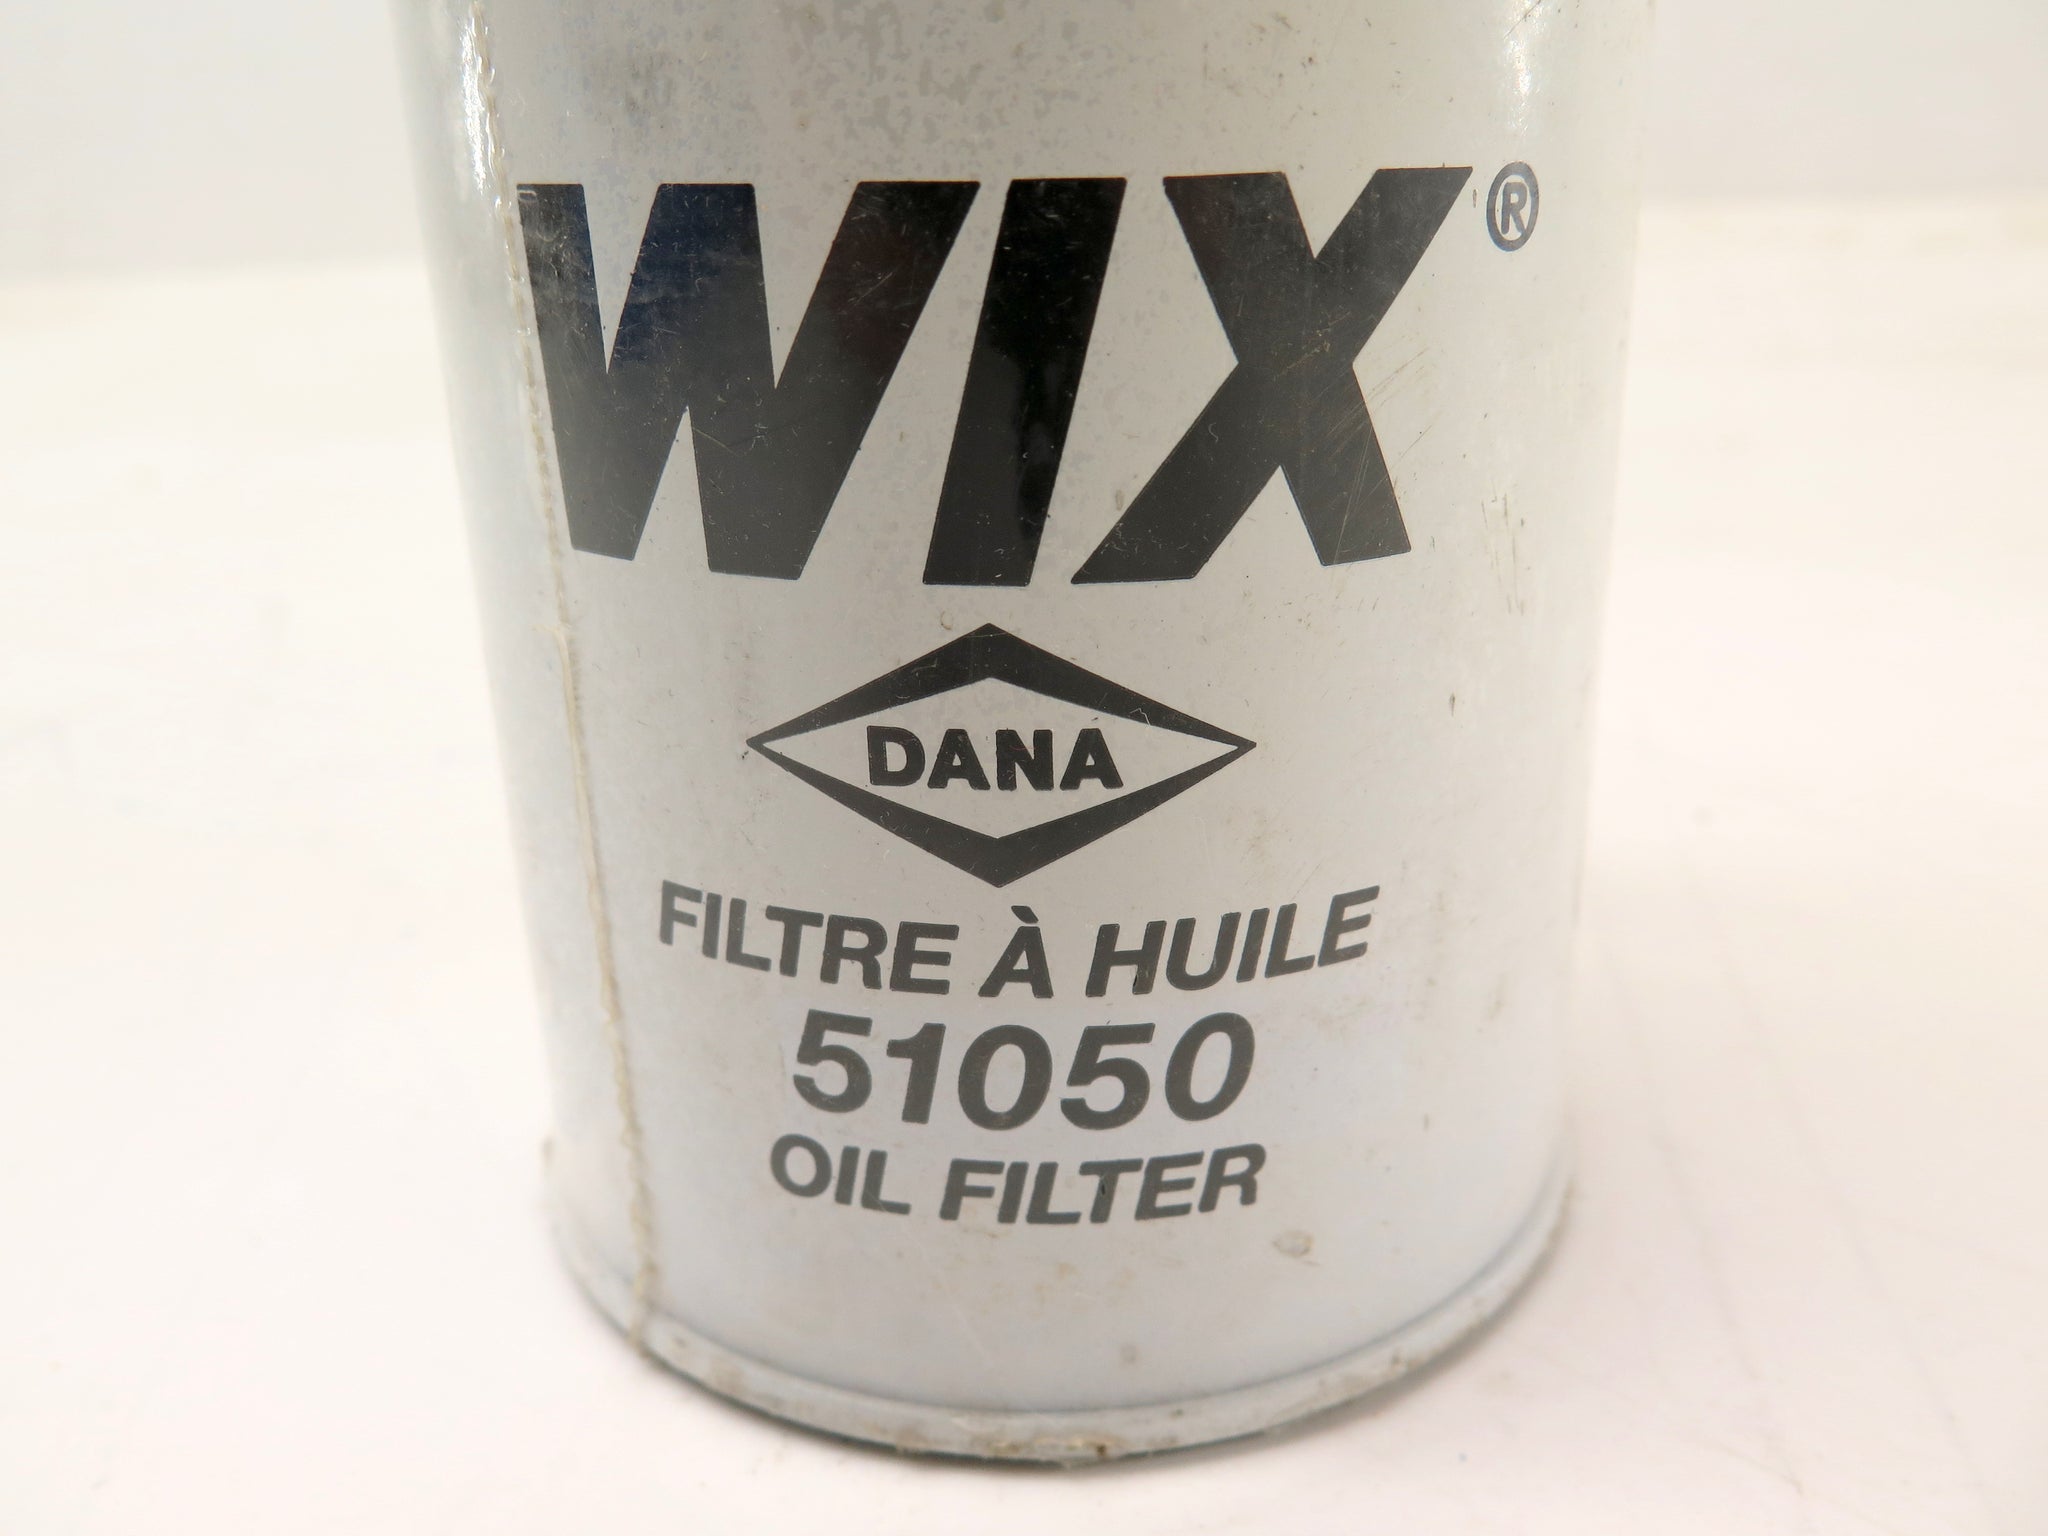 WIX®
DANA
FILTRE À HUILE
51050
OIL FILTER